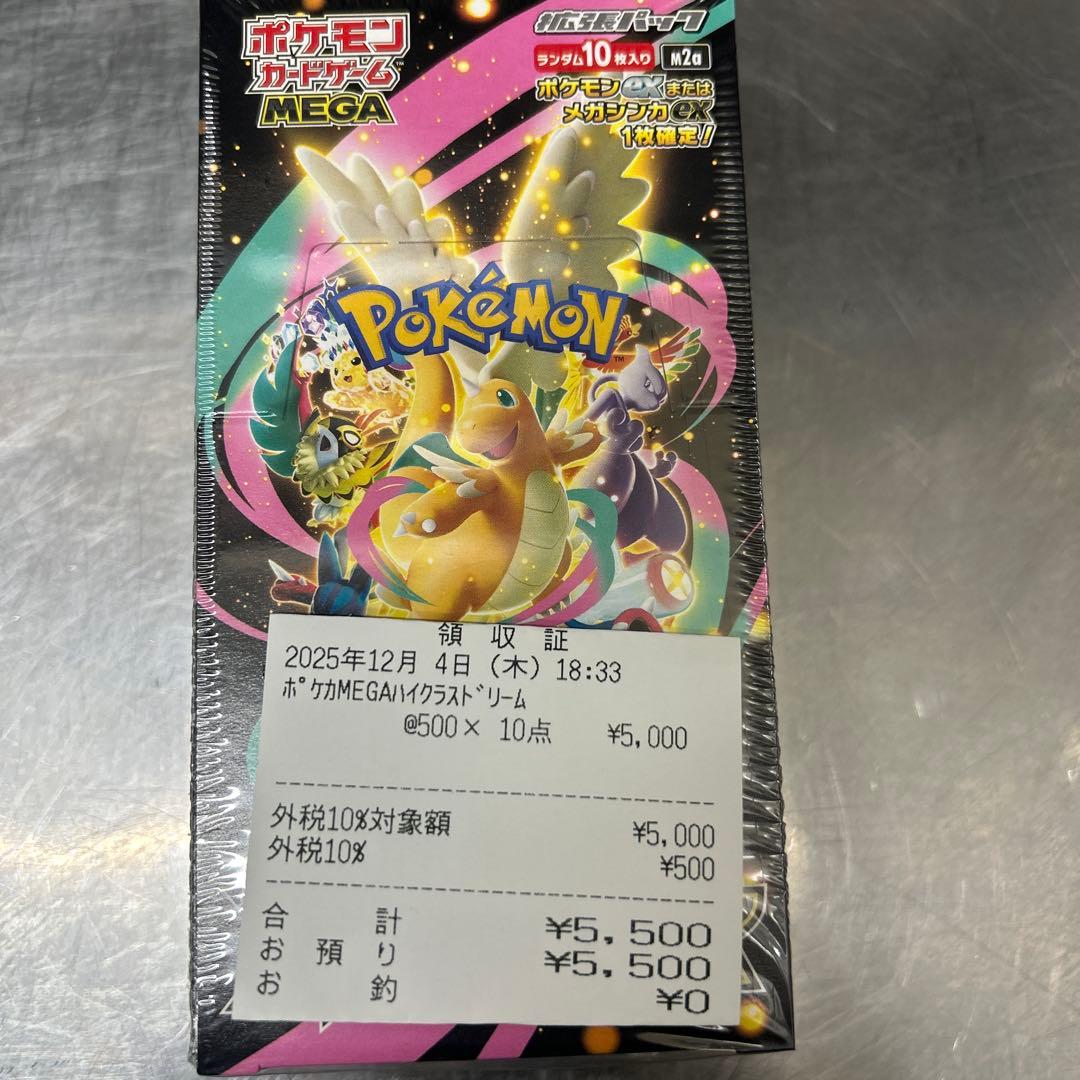 ポケモン
カードゲーム™
MEGA
拡張パック
ランダム10枚入り M2a
ポケモンexまたは
メガシンカex
1枚確定!
POKéMON™
領収証
2025年12月 4日 (木) 18:33
ポケカMEGAハイクラスドリーム
@500× 10点 ¥5,000
外税10%対象額 ¥5,000
外税10% ¥500
合計 ¥5,500
お預り ¥5,500
お釣 ¥0